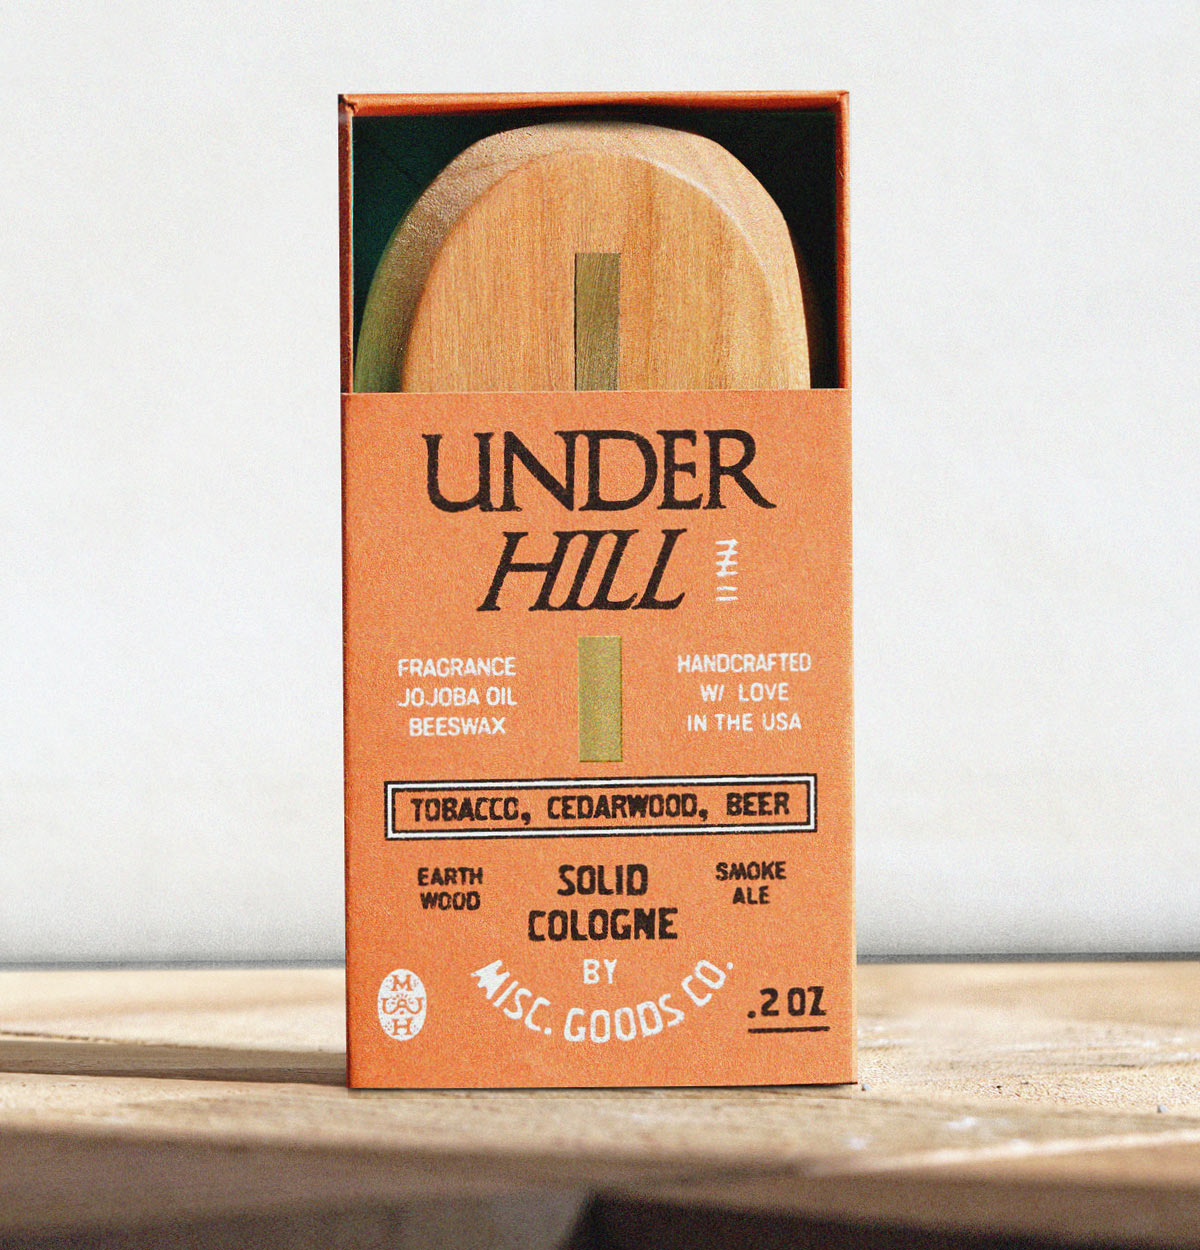 UNDER
HILL
FRAGRANCE
JOJOBA OIL
BEESWAX
HANDCRAFTED
W/ LOVE
IN THE USA
TOBACCO, CEDARWOOD, BEER
EARTH
WOOD
SOLID
COLOGNE
SMOKE
ALE
BY
MISC. GOODS CO.
.2 OZ